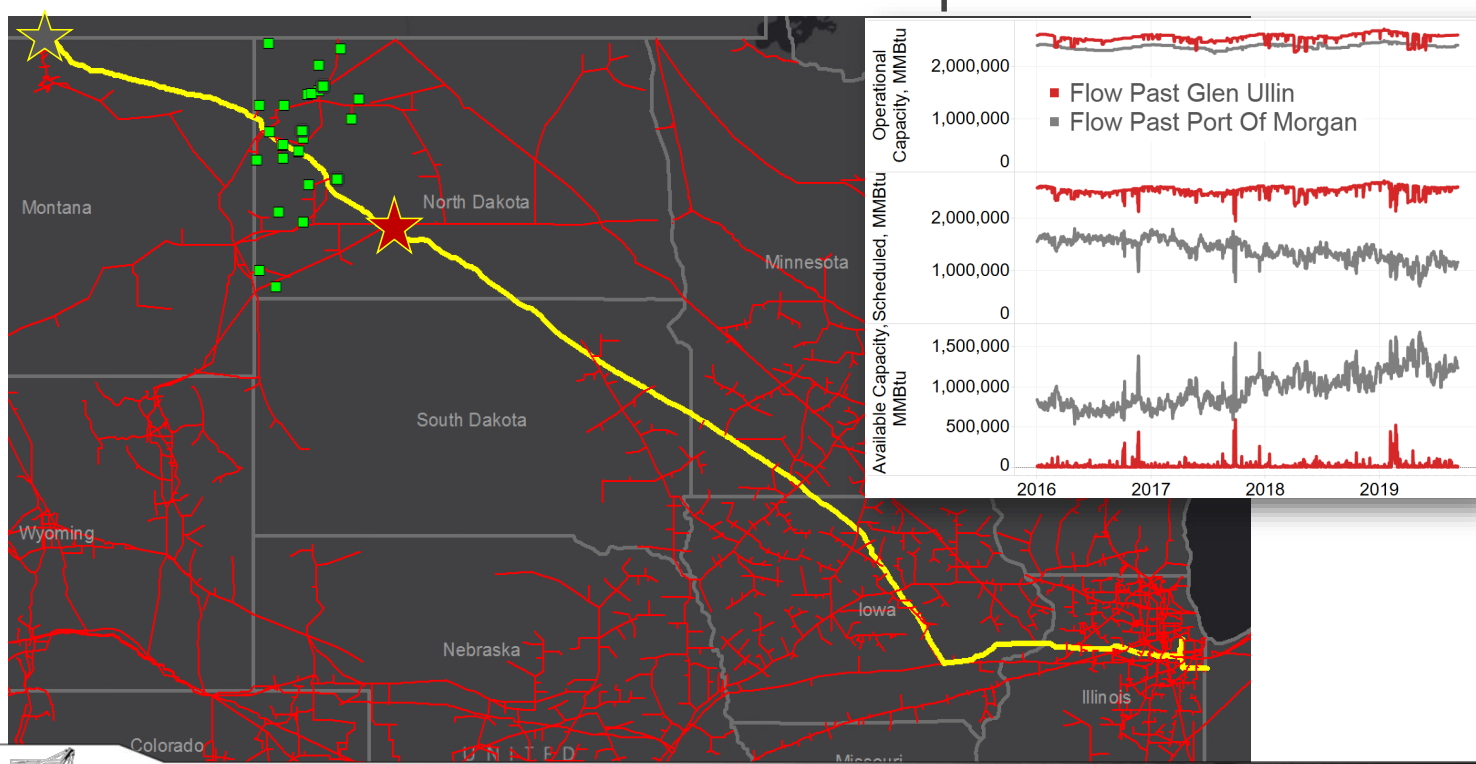 Operational
Capacity, MMBtu
2,000,000
1,000,000
0
Flow Past Glen Ullin
Flow Past Port Of Morgan
Scheduled, MMBtu
2,000,000
1,000,000
0
Available Capacity,
MMBtu
1,500,000
1,000,000
500,000
0
2016
2017
2018
2019
Montana
North Dakota
Minnesota
South Dakota
Wyoming
Iowa
Nebraska
Illinois
Colorado
UNITED
Missouri